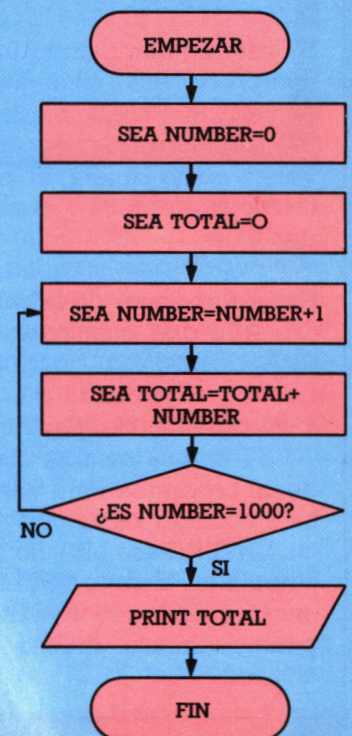 EMPEZAR
SEA NUMBER=0
SEA TOTAL=O
SEA NUMBER=NUMBER+1
SEA TOTAL=TOTAL+
NUMBER
¿ES NUMBER=1000?
NO
SI
PRINT TOTAL
FIN